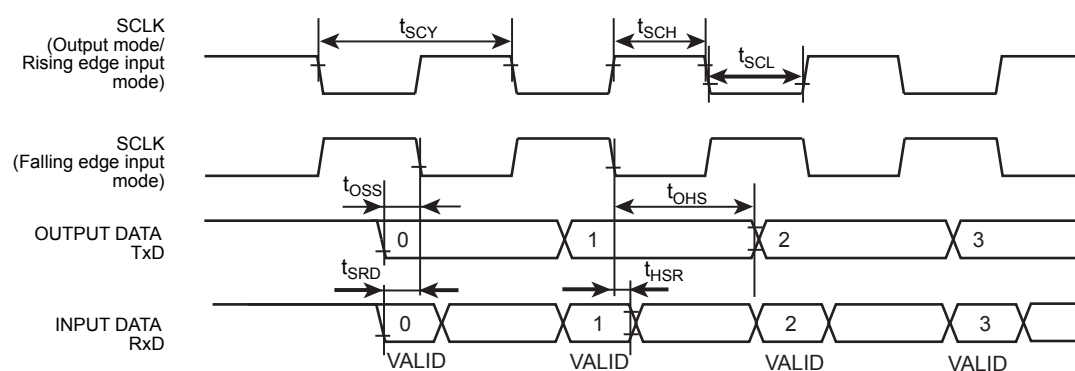 SCLK
(Output mode/
Rising edge input
mode)
tSCY
tSCH
tSCL
SCLK
(Falling edge input
mode)
tOSS
tOHS
OUTPUT DATA
TxD
0
1
2
3
tSRD
tHSR
INPUT DATA
RxD
0
1
2
3
VALID
VALID
VALID
VALID